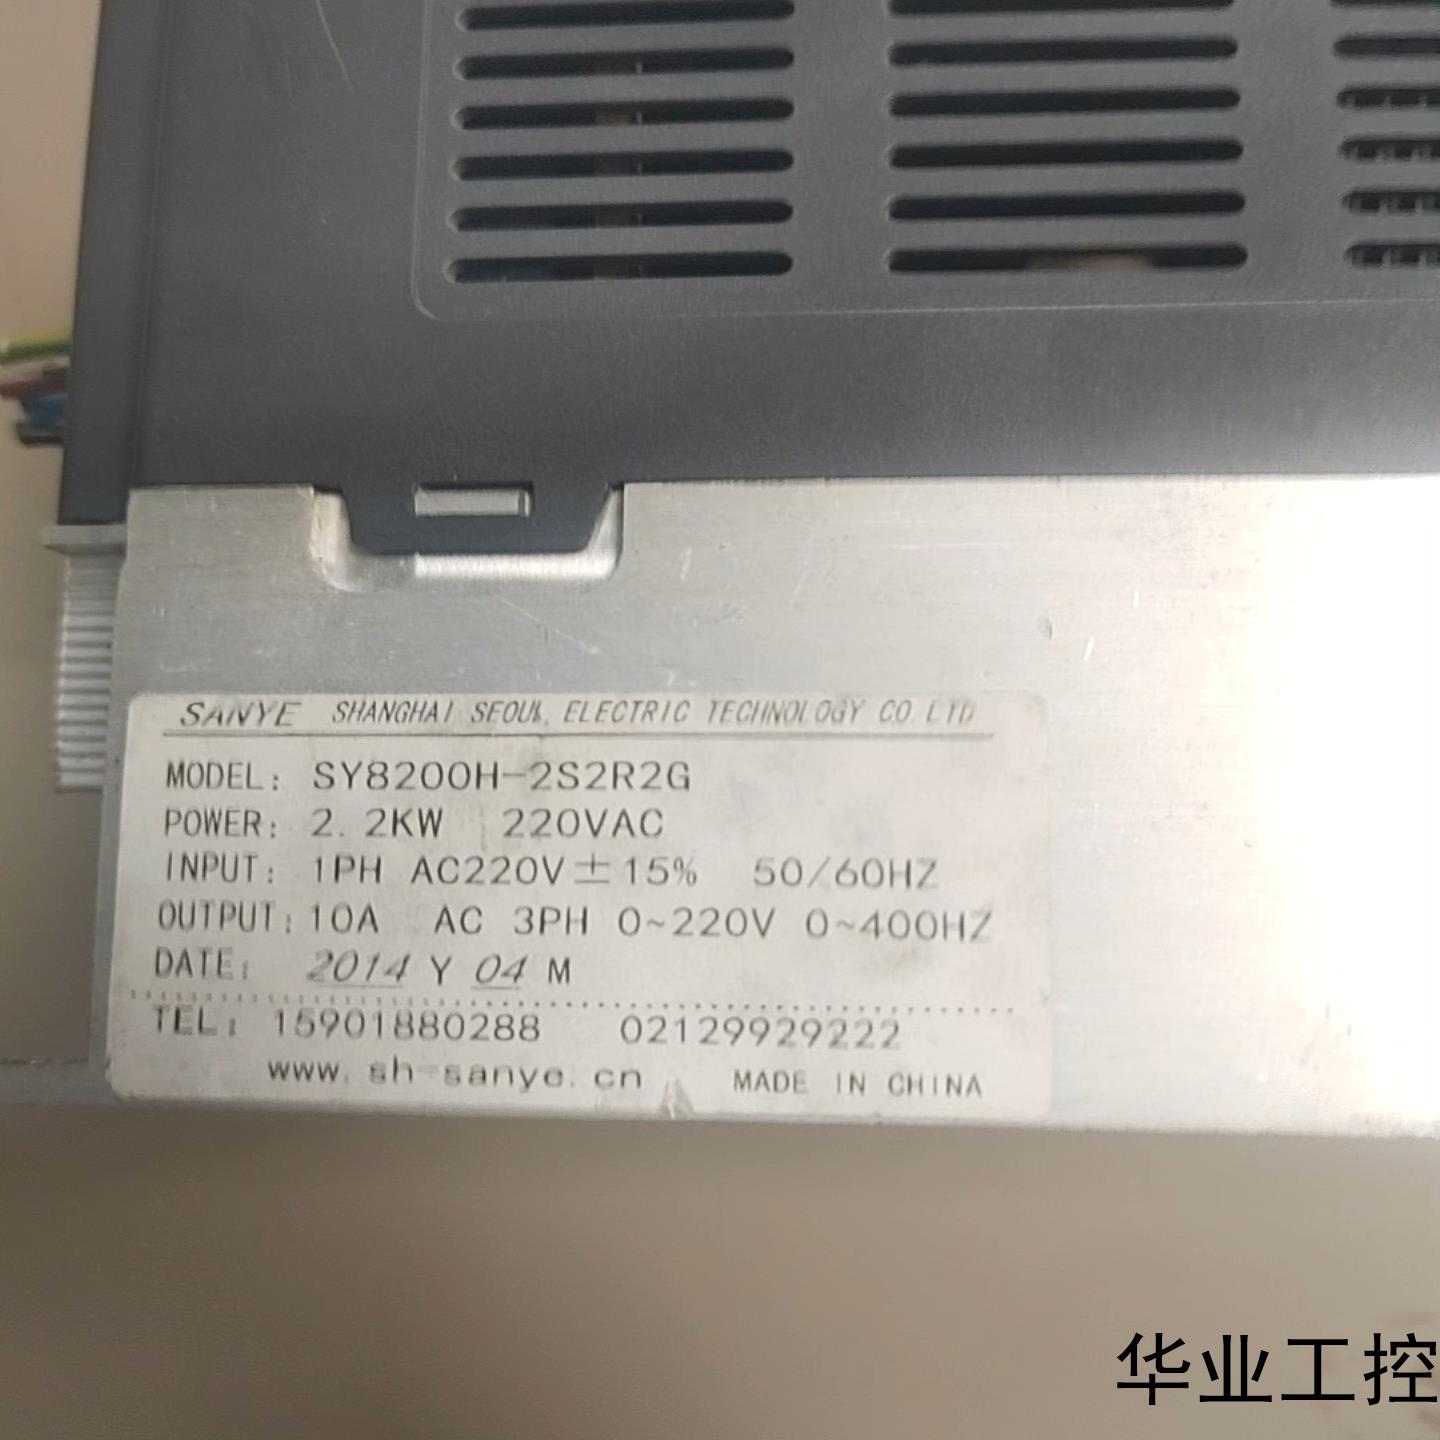 SANYE SHANGHAI SEOUL ELECTRIC TECHNOLOGY CO. LTD
MODEL: SY8200H-2S2R2G
POWER: 2.2KW 220VAC
INPUT: 1PH AC220V±15% 50/60HZ
OUTPUT: 10A AC 3PH 0~220V 0~400HZ
DATE: 2014 Y 04 M
TEL: 15901880288 02129929222
www.sh-sanye.cn MADE IN CHINA
华业工控